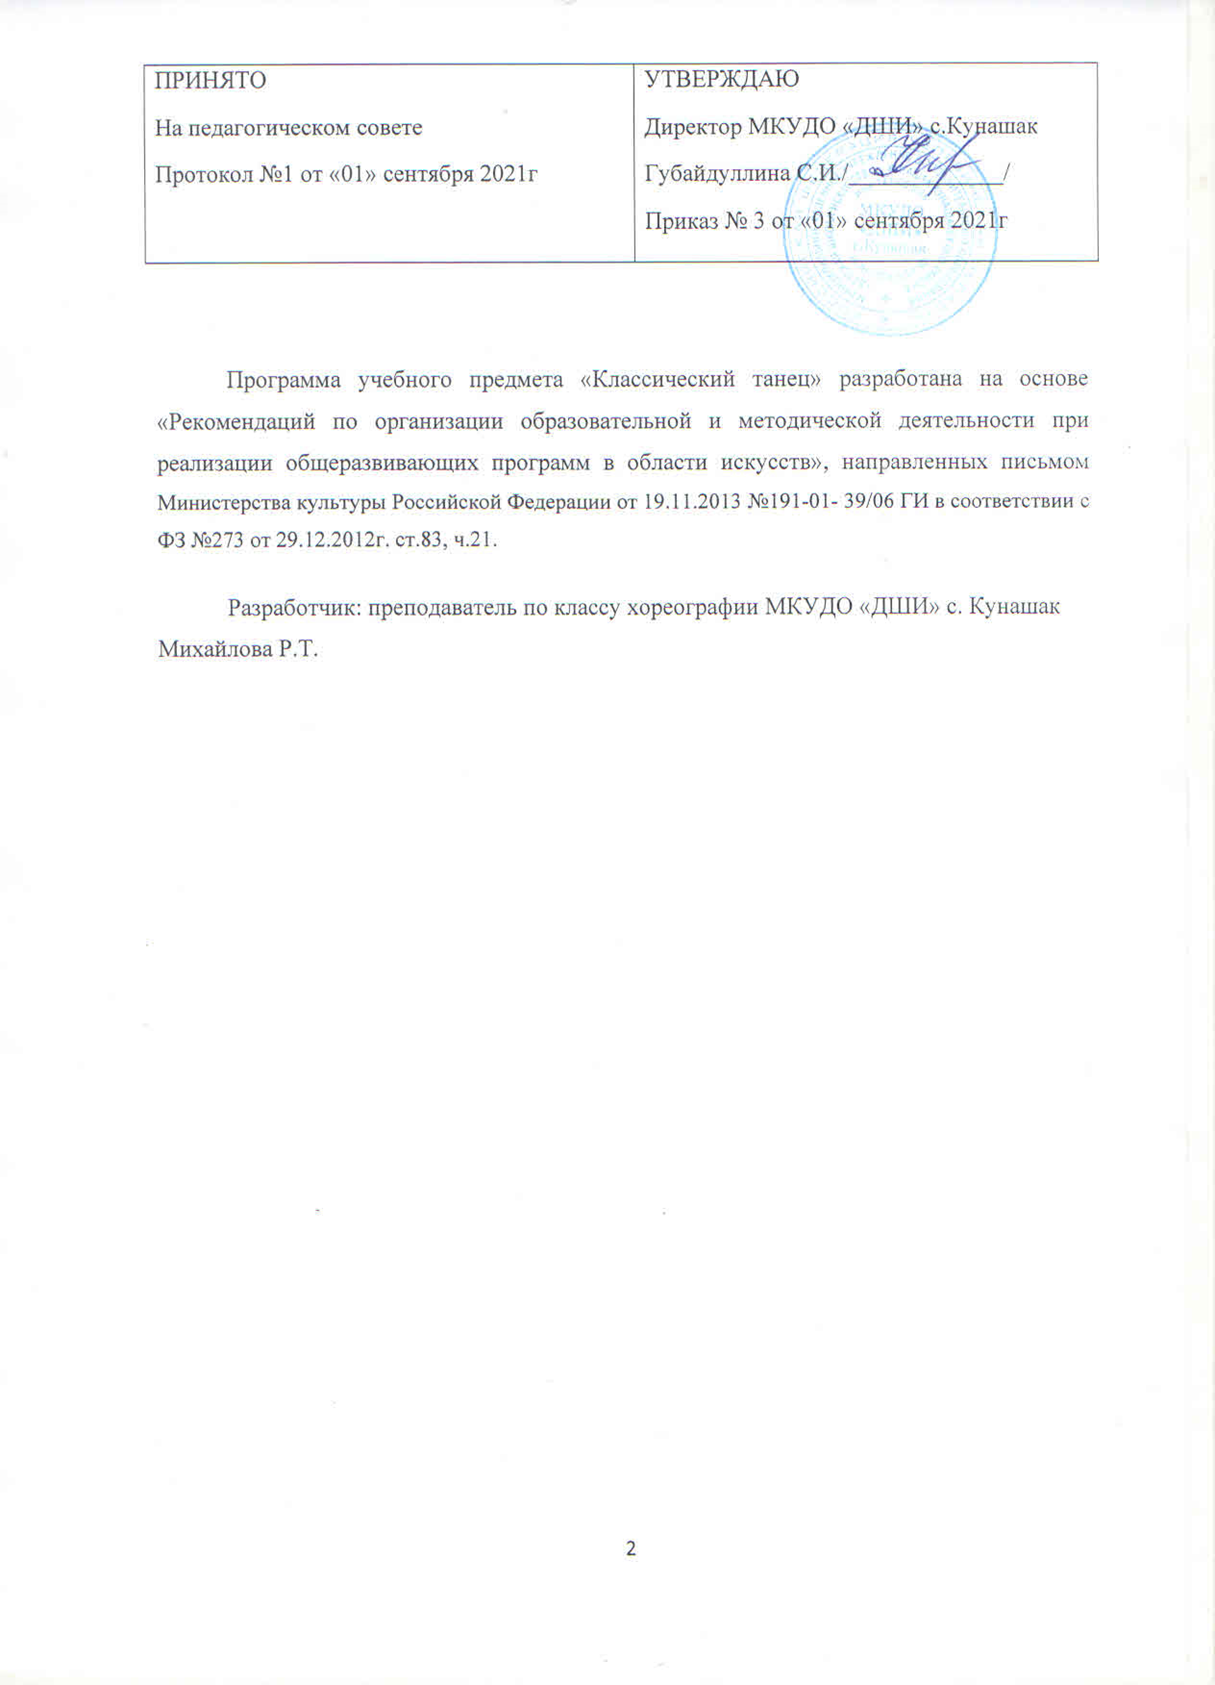 ПРИНЯТО
На педагогическом совете
Протокол №1 от «01» сентября 2021г
УТВЕРЖДАЮ
Директор МКУДО «ДШИ» с.Кунашак
Губайдуллина С.И./_____________/
Приказ № 3 от «01» сентября 2021г
МКУДО
«ДШИ»
с.Кунашак
Программа учебного предмета «Классический танец» разработана на основе
«Рекомендаций по организации образовательной и методической деятельности при
реализации общеразвивающих программ в области искусств», направленных письмом
Министерства культуры Российской Федерации от 19.11.2013 №191-01- 39/06 ГИ в соответствии с
ФЗ №273 от 29.12.2012г. ст.83, ч.21.
Разработчик: преподаватель по классу хореографии МКУДО «ДШИ» с. Кунашак
Михайлова Р.Т.
2